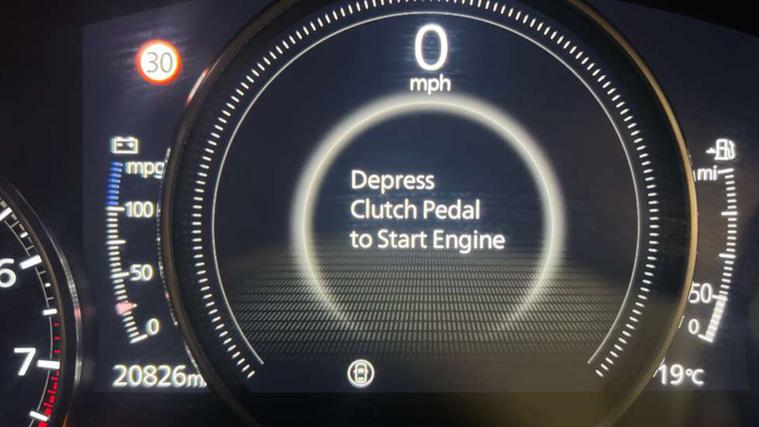 30
0
mph
mpg
100
50
0
Depress
Clutch Pedal
to Start Engine
mi
50
0
6
7
20826m
19°C